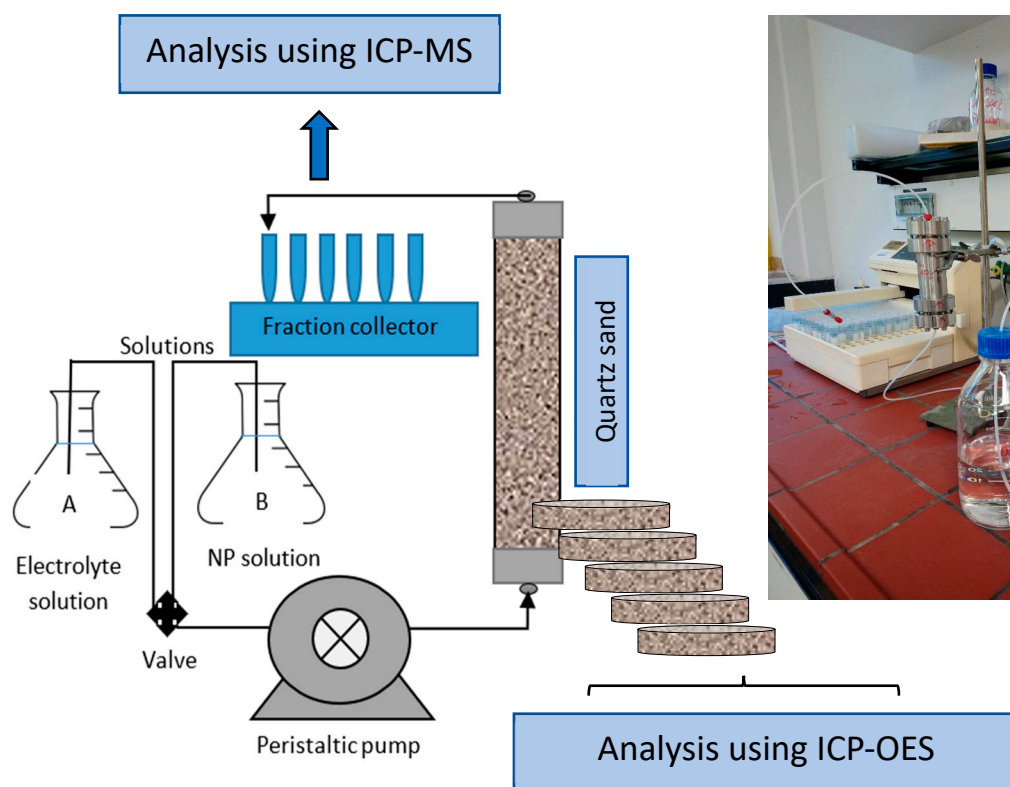 Analysis using ICP-MS
Fraction collector
Solutions
Quartz sand
A
B
Electrolyte
solution
NP solution
Valve
Peristaltic pump
Analysis using ICP-OES